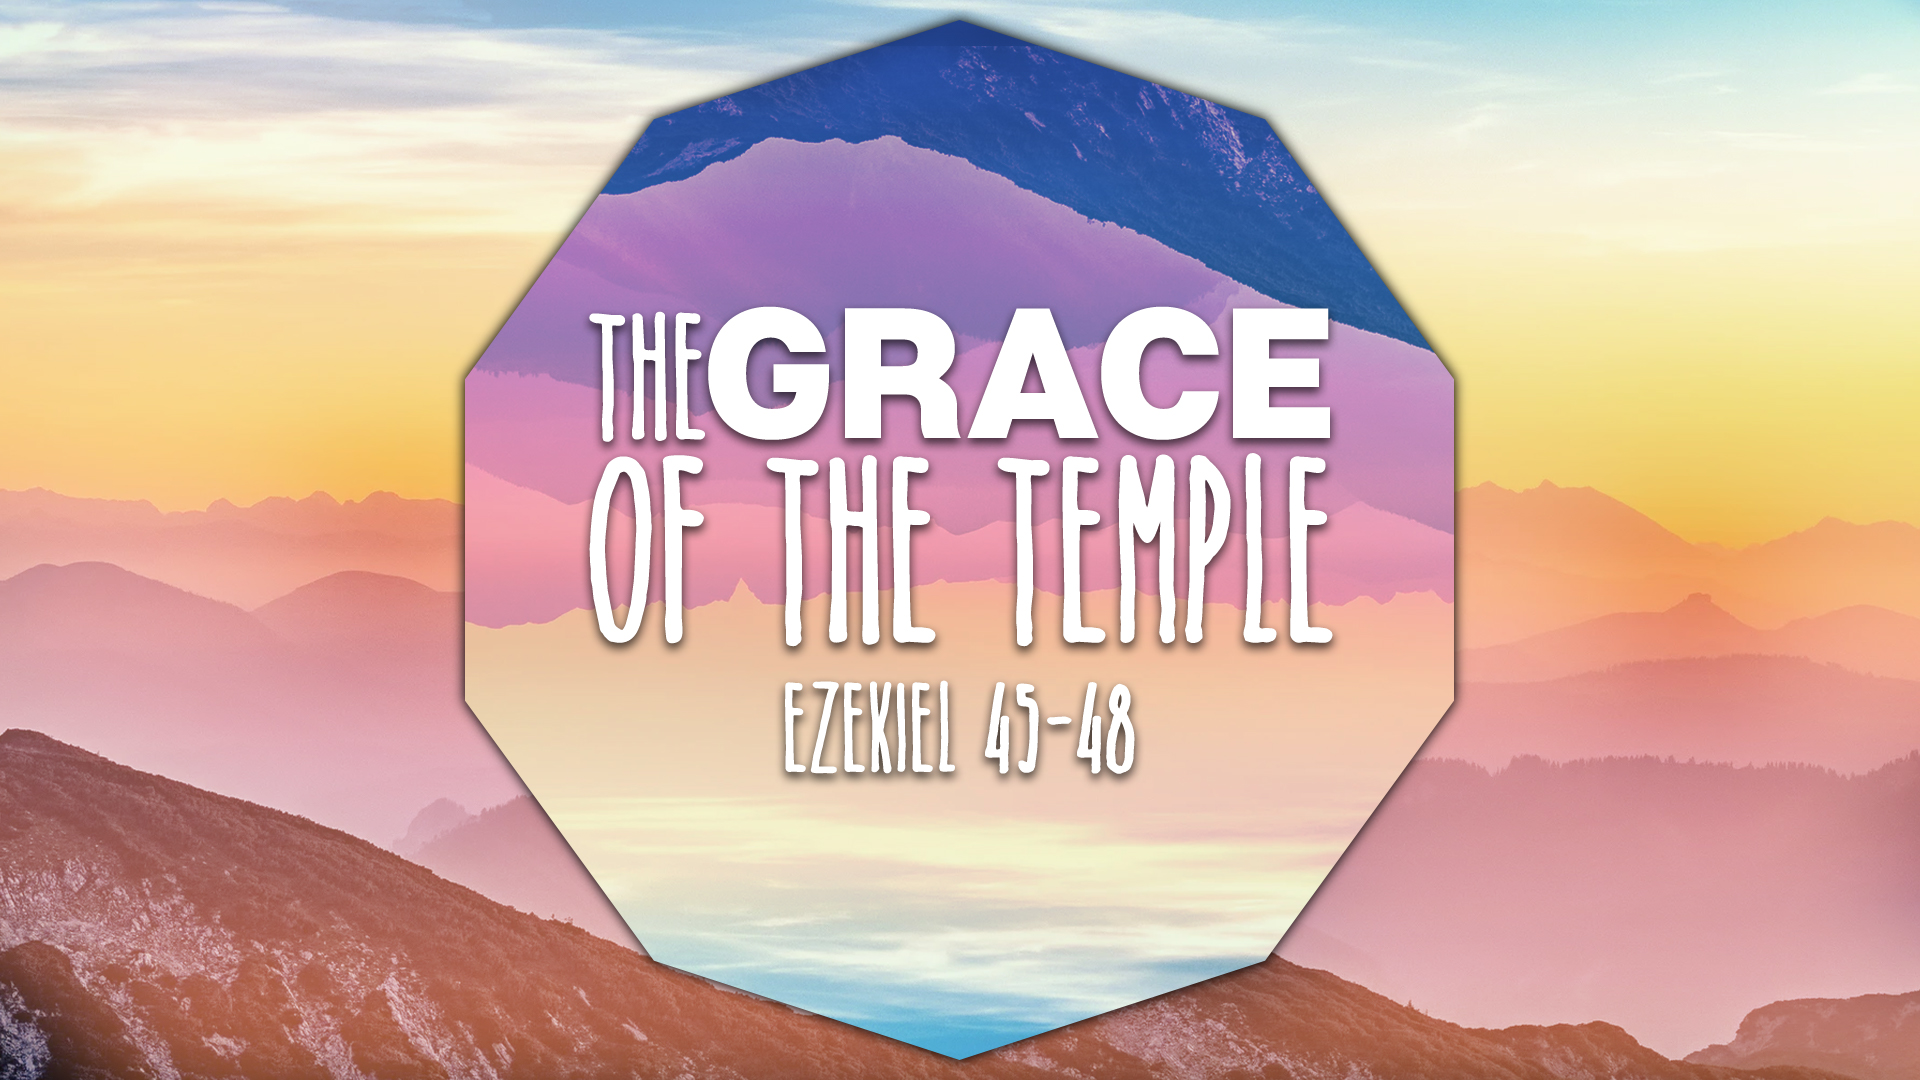 THE GRACE
OF THE TEMPLE
EZEKIEL 45-48